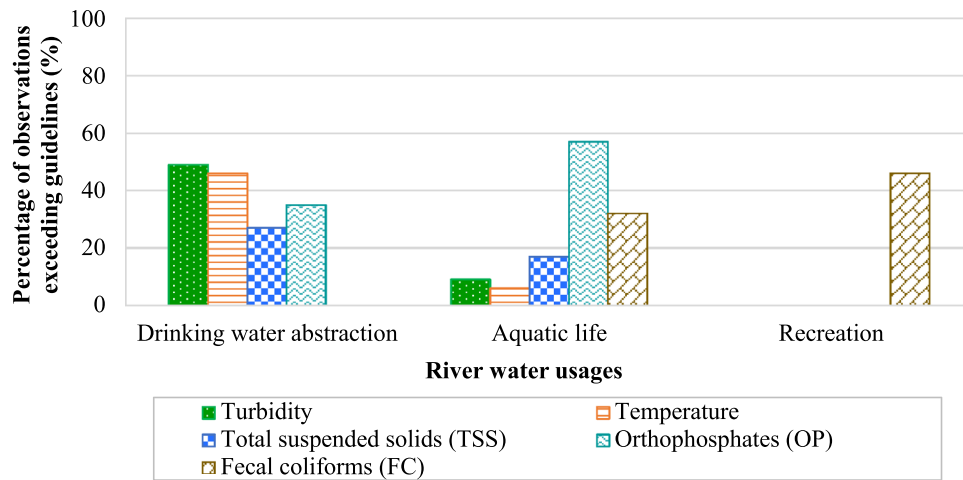 Percentage of observations
exceeding guidelines (%)
100
80
60
40
20
0
Drinking water abstraction
Aquatic life
Recreation
River water usages
Turbidity
Temperature
Total suspended solids (TSS)
Orthophosphates (OP)
Fecal coliforms (FC)